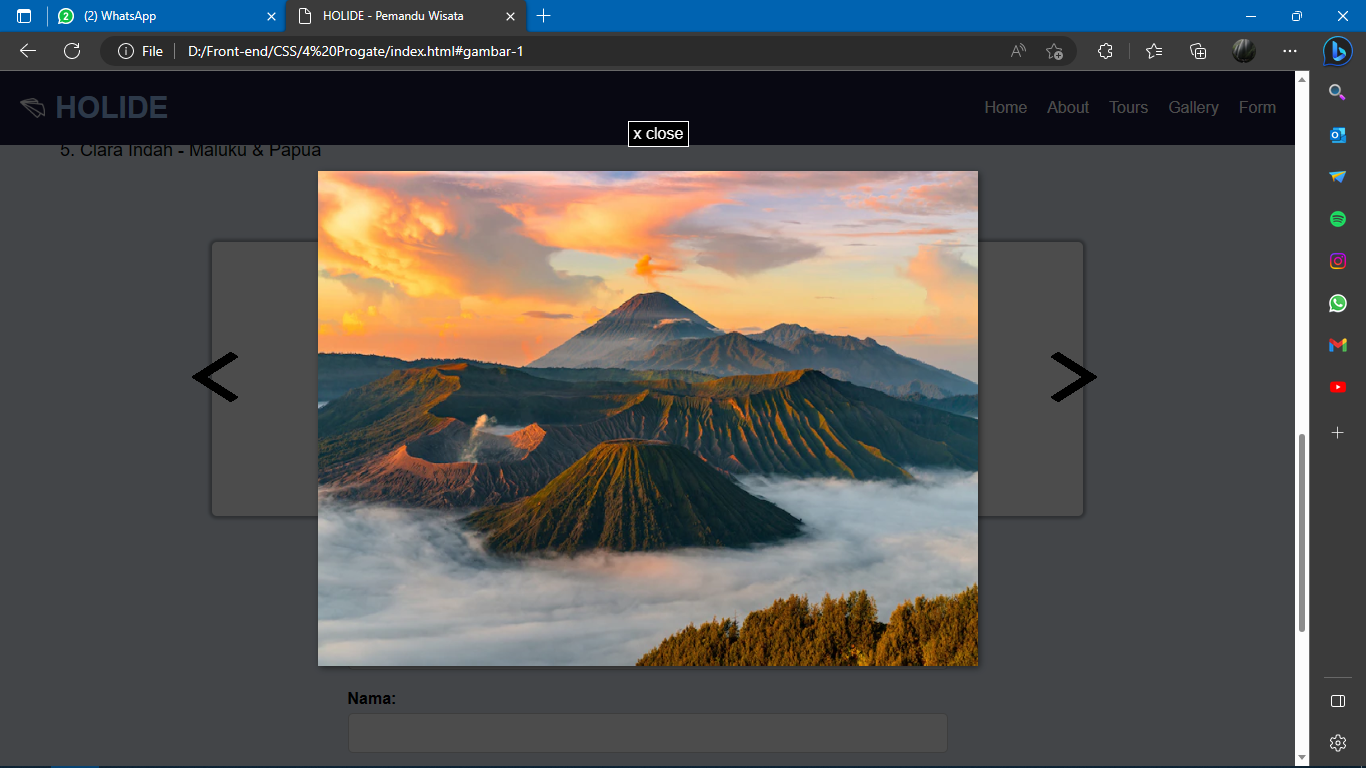 (2) WhatsApp
HOLIDE - Pemandu Wisata
File
D:/Front-end/CSS/4%20Progate/index.html#gambar-1
HOLIDE
Home About Tours Gallery Form
x close
5. Clara Indah - Maluku & Papua
< >
Nama: